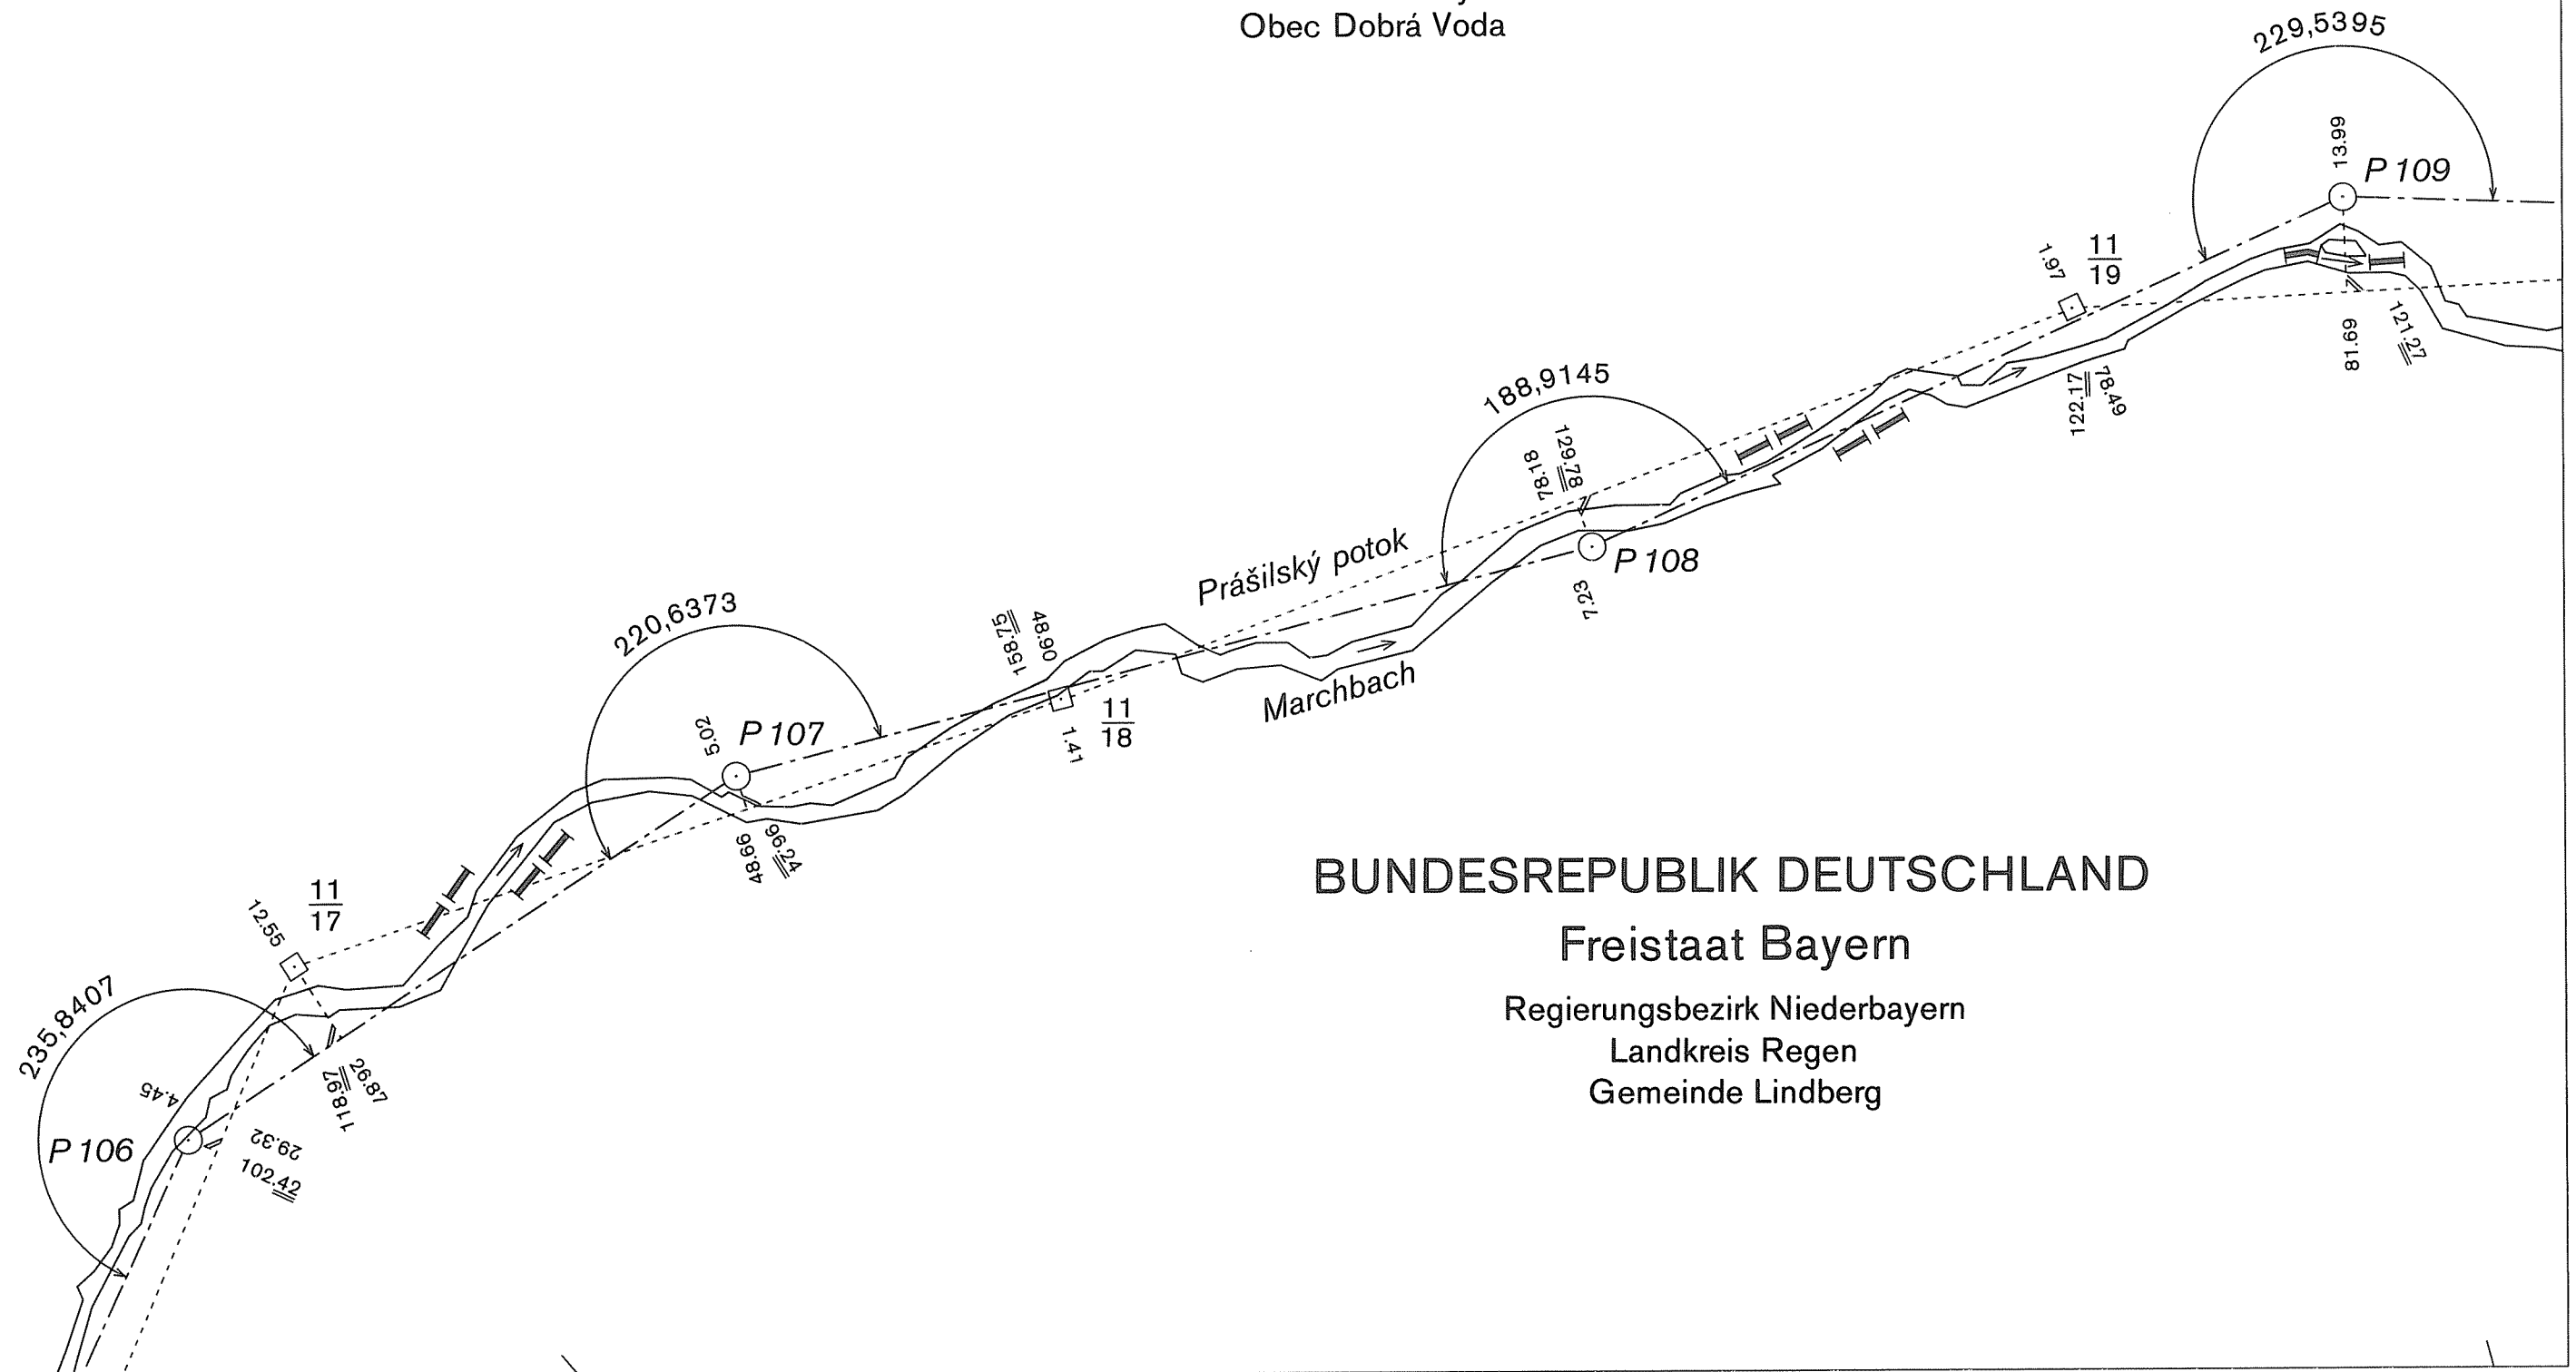 Obec Dobrá Voda
229,5395
13.99
P 109
11
19
1.97
81.69
121.27
122.17
78.49
188,9145
129.78
78.18
P 108
7.23
Prášilský potok
Marchbach
220,6373
158.75
06.84
5.02
P 107
11
18
1.41
96.24
48.66
11
17
12.55
235,8407
26.87
118.97
4.45
P 106
29.32
102.42
BUNDESREPUBLIK DEUTSCHLAND
Freistaat Bayern
Regierungsbezirk Niederbayern
Landkreis Regen
Gemeinde Lindberg